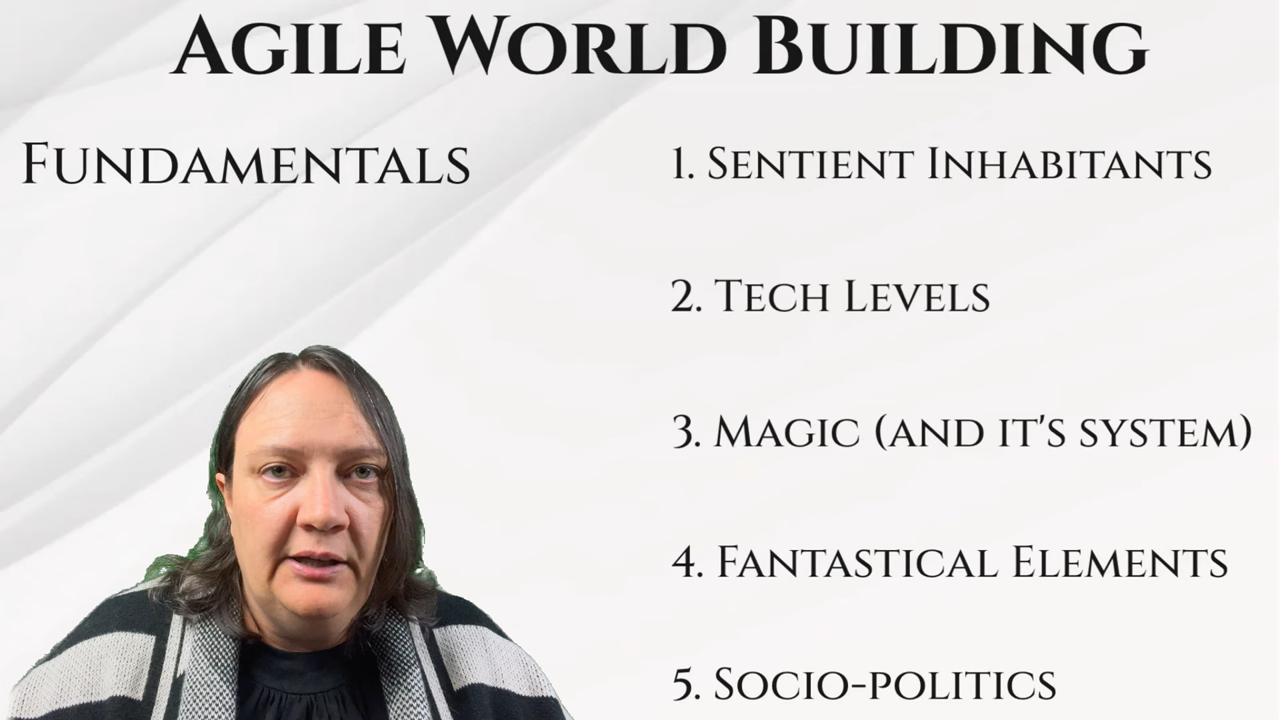 Agile World Building
Fundamentals
1. Sentient Inhabitants
2. Tech Levels
3. Magic (and it's system)
4. Fantastical Elements
5. Socio-politics